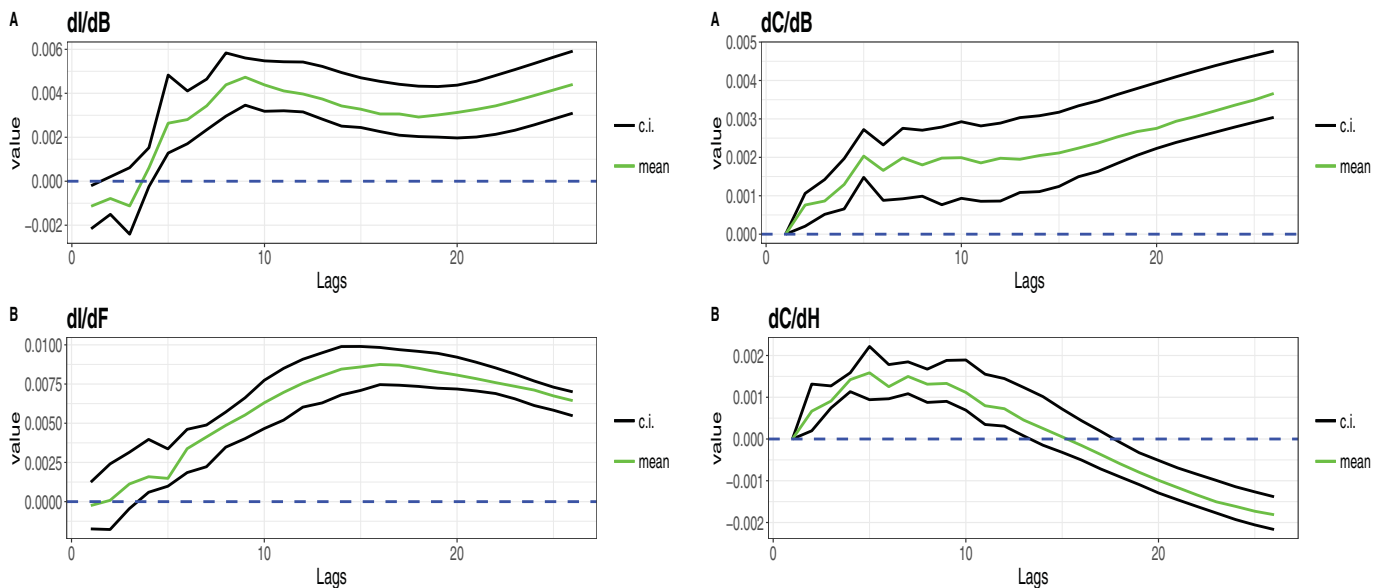 A dI/dB
0.006
0.004
0.002
0.000
−0.002
value
0 10 20
Lags
c.i.
mean
A dC/dB
0.005
0.004
0.003
0.002
0.001
0.000
value
0 10 20
Lags
c.i.
mean
B dI/dF
0.0100
0.0075
0.0050
0.0025
0.0000
value
0 10 20
Lags
c.i.
mean
B dC/dH
0.002
0.001
0.000
−0.001
−0.002
value
0 10 20
Lags
c.i.
mean